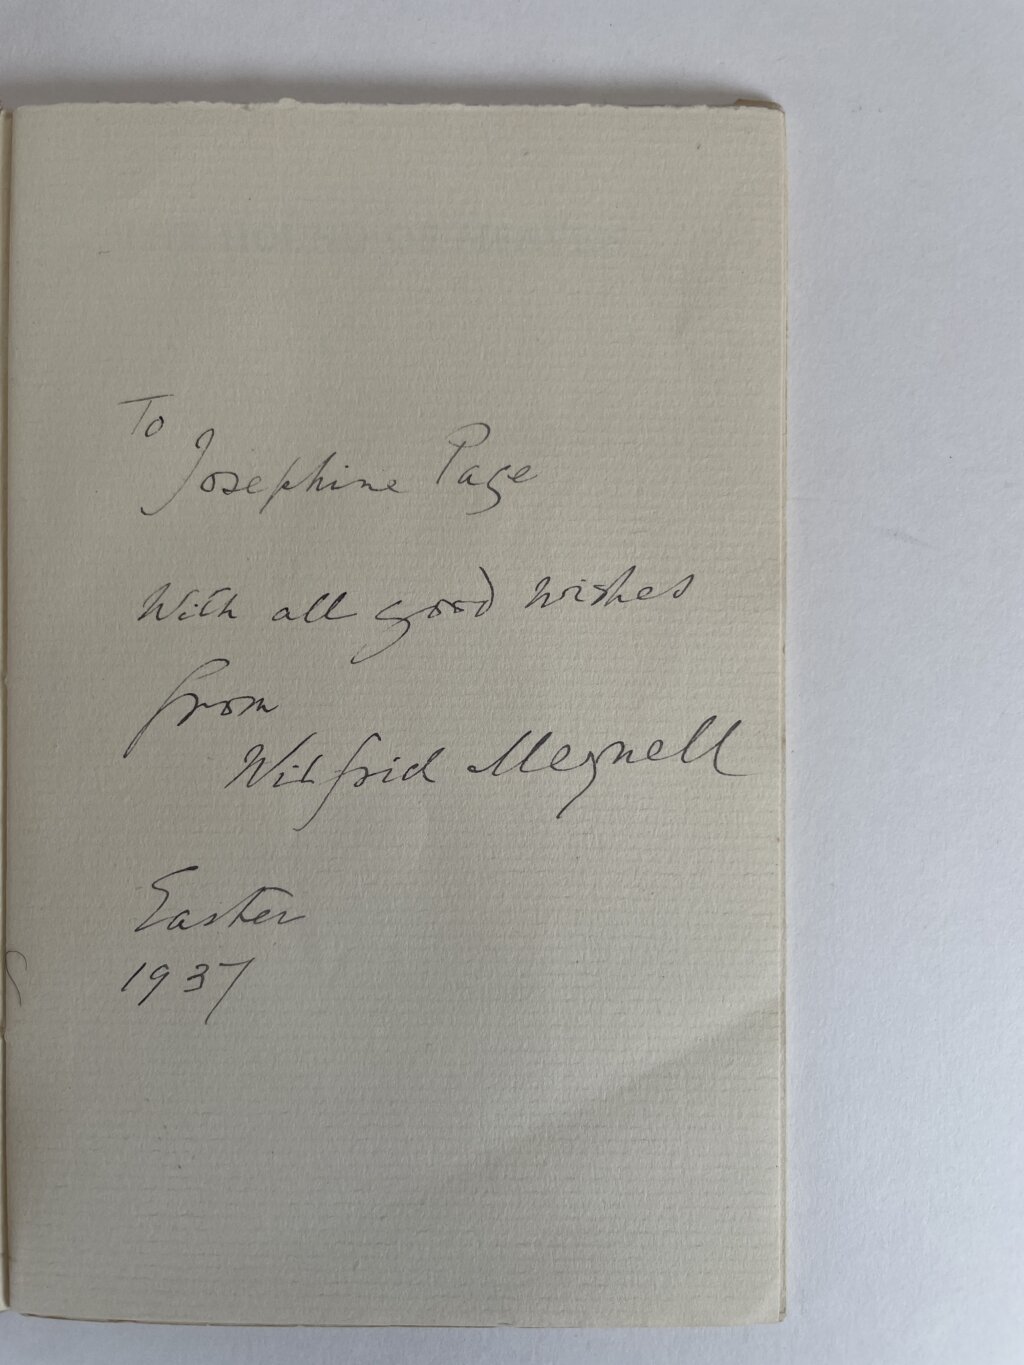 To
Josephine Page
With all good wishes
from
Wilfrid Meynell
Easter
1937